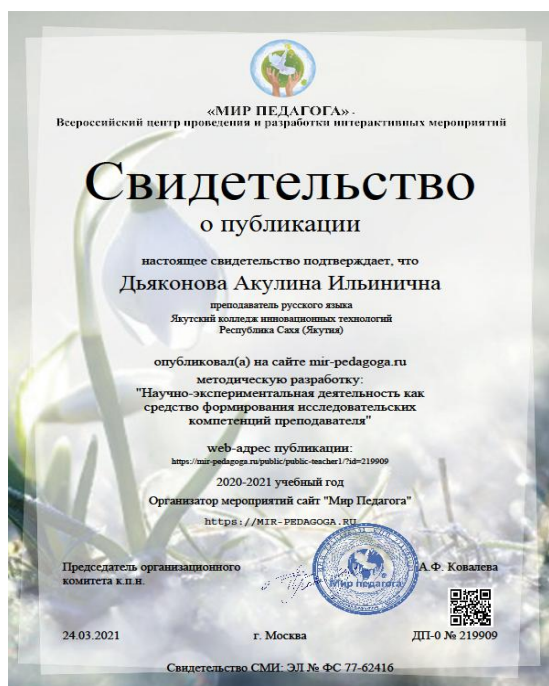 «МИР ПЕДАГОГА» -
Всероссийский центр проведения и разработки интерактивных мероприятий
Свидетельство
о публикации
настоящее свидетельство подтверждает, что
Дьяконова Акулина Ильинична
преподаватель русского языка
Якутский колледж инновационных технологий
Республика Саха (Якутия)
опубликовал(а) на сайте mir-pedagoga.ru
методическую разработку:
"Научно-экспериментальная деятельность как
средство формирования исследовательских
компетенций преподавателя"
web-адрес публикации:
https://mir-pedagoga.ru/public/public-teacher1/?id=219909
2020-2021 учебный год
Организатор мероприятий сайт "Мир Педагога"
https://MIR-PEDAGOGA.RU
Председатель организационного
комитета к.п.н.
А.Ф. Ковалева
Мир педагога
24.03.2021 г. Москва ДП-0 № 219909
Свидетельство СМИ: ЭЛ № ФС 77-62416